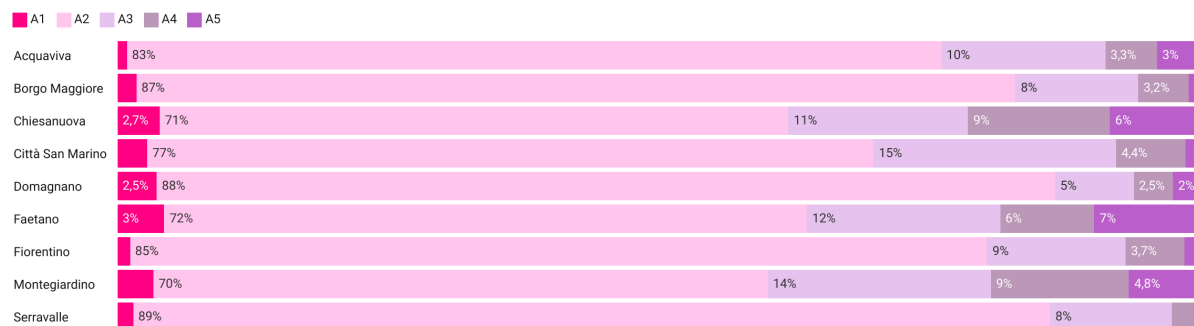 A1 A2 A3 A4 A5
Acquaviva 83% 10% 3,3% 3%
Borgo Maggiore 87% 8% 3,2%
Chiesanuova 2,7% 71% 11% 9% 6%
Città San Marino 77% 15% 4,4%
Domagnano 2,5% 88% 5% 2,5% 2%
Faetano 3% 72% 12% 6% 7%
Fiorentino 85% 9% 3,7%
Montegiardino 70% 14% 9% 4,8%
Serravalle 89% 8%